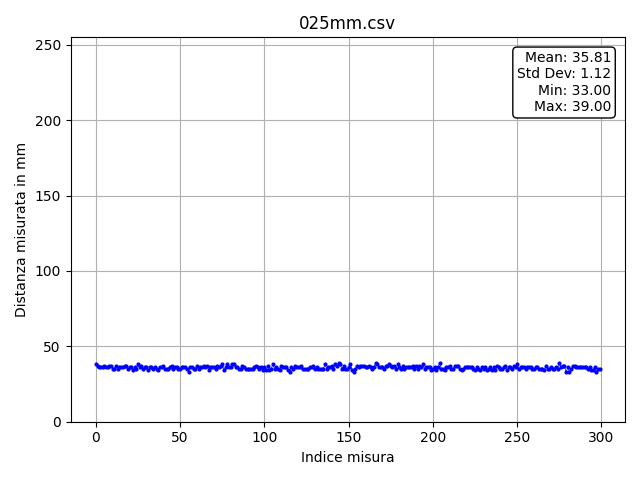 025mm.csv
Mean: 35.81
Std Dev: 1.12
Min: 33.00
Max: 39.00
Distanza misurata in mm
250
200
150
100
50
0
0 50 100 150 200 250 300
Indice misura